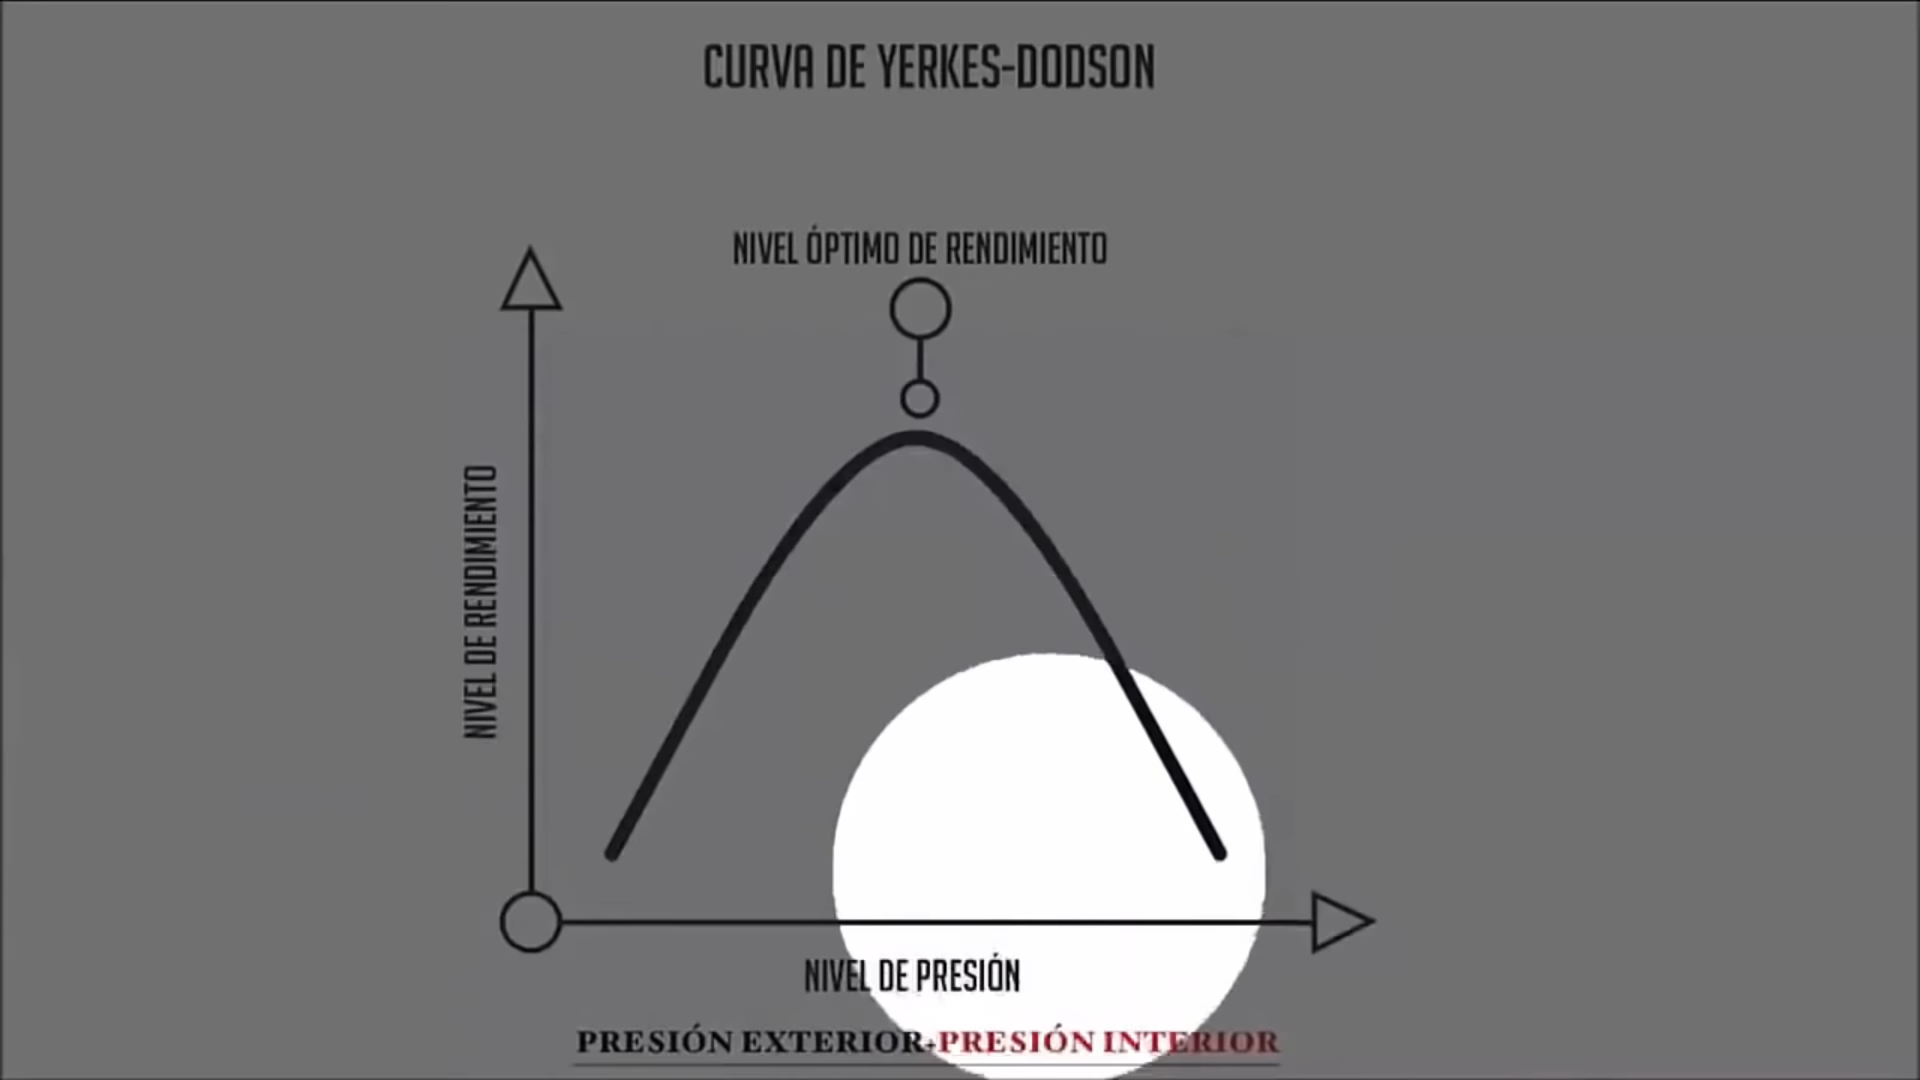 CURVA DE YERKES-DODSON
NIVEL ÓPTIMO DE RENDIMIENTO
NIVEL DE RENDIMIENTO
NIVEL DE PRESIÓN
PRESIÓN EXTERIOR+PRESIÓN INTERIOR